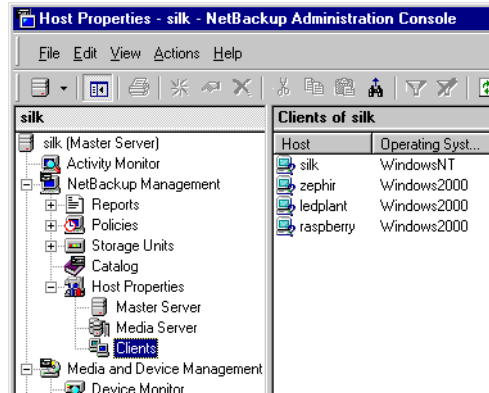 Host Properties - silk - NetBackup Administration Console
File Edit View Actions Help
silk
silk (Master Server)
Activity Monitor
NetBackup Management
Reports
Policies
Storage Units
Catalog
Host Properties
Master Server
Media Server
Clients
Media and Device Management
Device Monitor
Clients of silk
Host Operating Syst...
silk WindowsNT
zephir Windows2000
ledplant Windows2000
raspberry Windows2000